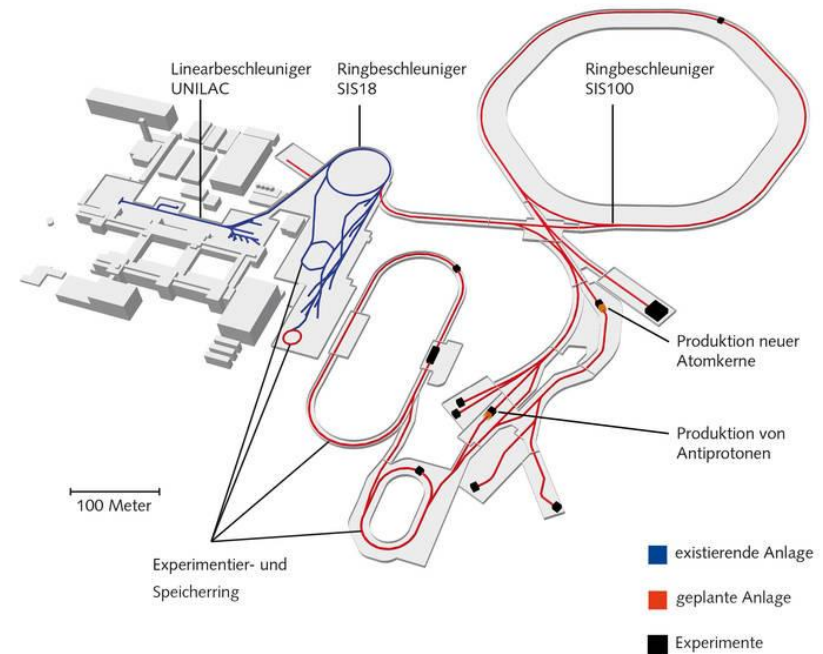 Linearbeschleuniger
UNILAC
Ringbeschleuniger
SIS18
Ringbeschleuniger
SIS100
Produktion neuer
Atomkerne
Produktion von
Antiprotonen
100 Meter
Experimentier- und
Speicherring
existierende Anlage
geplante Anlage
Experimente